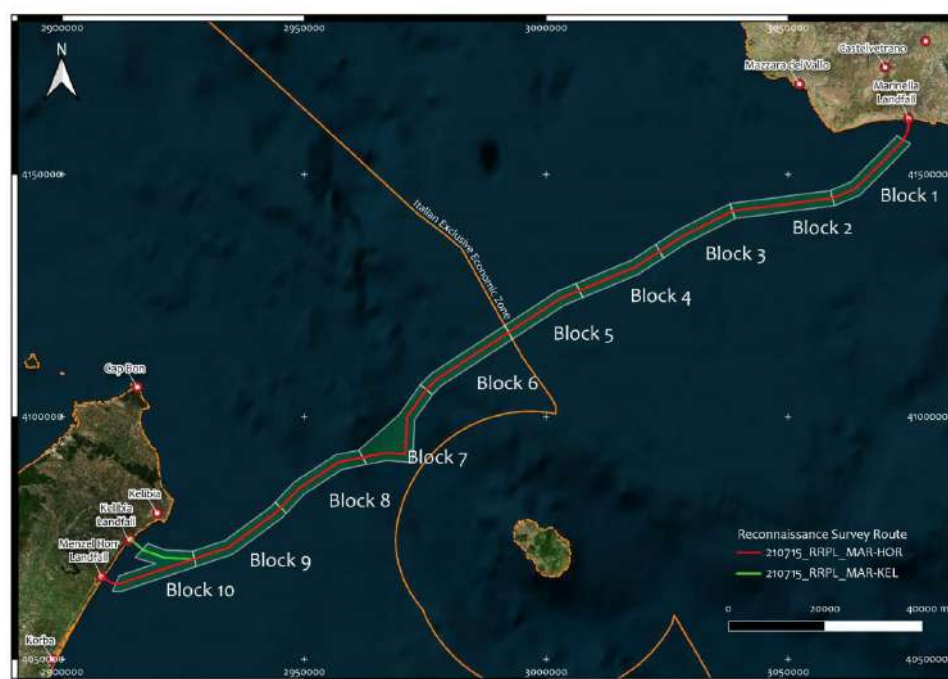 2900000
2950000
3000000
3050000
N
Castelvetrano
Mazzara del Vallo
Marinella
Landfall
4150000
4150000
Block 1
Block 2
Italian Exclusive Economic Zone
Block 3
Block 4
Block 5
Block 6
Cap Bon
4100000
4100000
Block 7
Block 8
Kelibia
Kelibia
Landfall
Menzel Horr
Landfall
Block 9
Block 10
Reconnaissance Survey Route
210715_RRPL_MAR-HOR
210715_RRPL_MAR-KEL
0
20000
40000 m
Korba
4050000
4050000
2900000
2950000
3000000
3050000